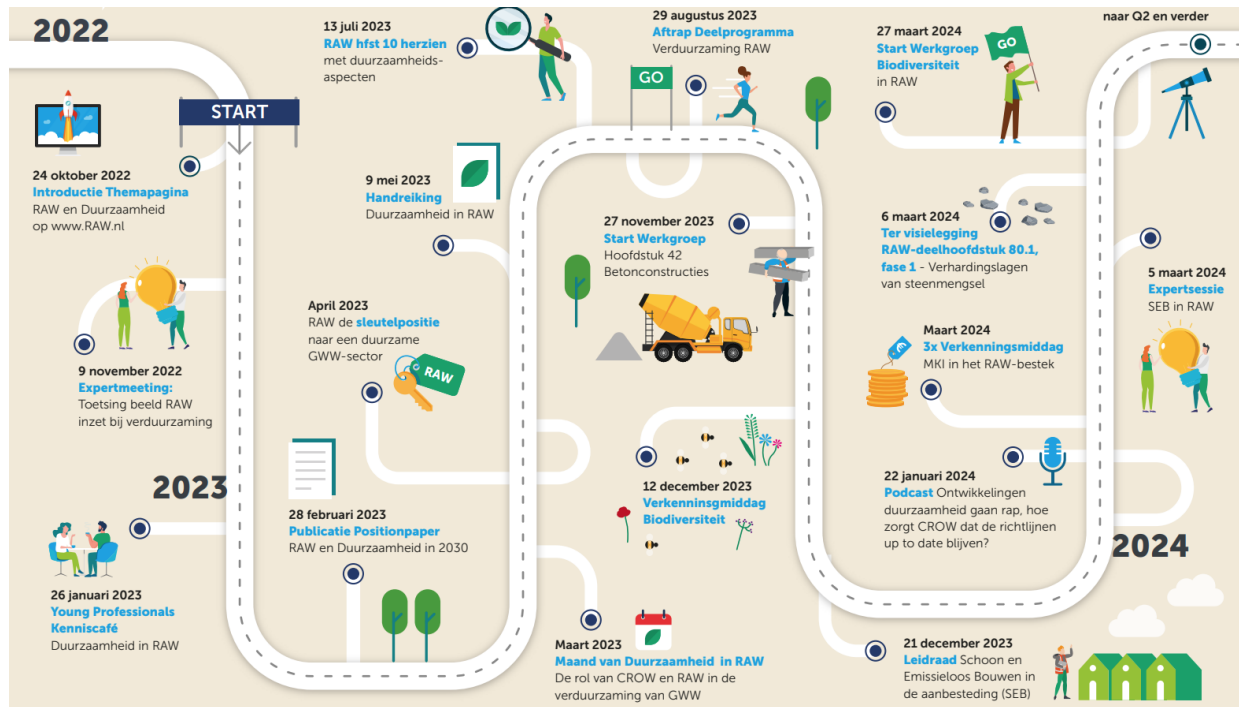 2022
START
24 oktober 2022
Introductie Themapagina
RAW en Duurzaamheid
op www.RAW.nl
9 november 2022
Expertmeeting:
Toetsing beeld RAW
inzet bij verduurzaming
2023
26 januari 2023
Young Professionals
Kenniscafé
Duurzaamheid in RAW
28 februari 2023
Publicatie Positionpaper
RAW en Duurzaamheid in 2030
Maart 2023
Maand van Duurzaamheid in RAW
De rol van CROW en RAW in de
verduurzaming van GWW
April 2023
RAW de sleutelpositie
naar een duurzame
GWW-sector
RAW
9 mei 2023
Handreiking
Duurzaamheid in RAW
13 juli 2023
RAW hfst 10 herzien
met duurzaamheids-
aspecten
29 augustus 2023
Aftrap Deelprogramma
Verduurzaming RAW
GO
27 november 2023
Start Werkgroep
Hoofdstuk 42
Betonconstructies
12 december 2023
Verkenninsgmiddag
Biodiversiteit
21 december 2023
Leidraad Schoon en
Emissieloos Bouwen in
de aanbesteding (SEB)
2024
22 januari 2024
Podcast Ontwikkelingen
duurzaamheid gaan rap, hoe
zorgt CROW dat de richtlijnen
up to date blijven?
Maart 2024
3x Verkenningsmiddag
MKI in het RAW-bestek
5 maart 2024
Expertsessie
SEB in RAW
6 maart 2024
Ter visielegging
RAW-deelhoofdstuk 80.1,
fase 1 - Verhardingslagen
van steenmengsel
27 maart 2024
Start Werkgroep
Biodiversiteit
in RAW
GO
naar Q2 en verder